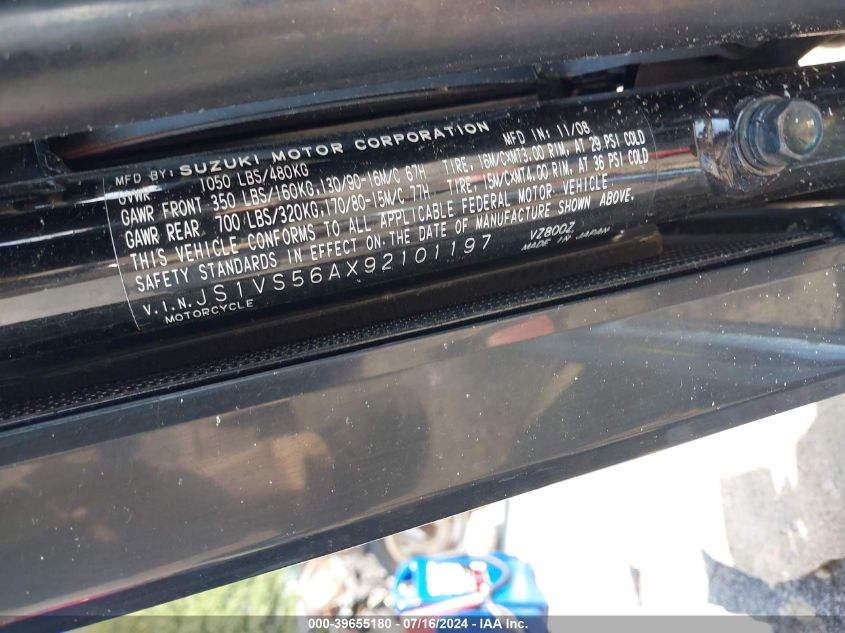 MFD BY: SUZUKI MOTOR CORPORATION MFD IN: 11/08
GVWR 1050 LBS/480KG
GAWR FRONT 350 LBS/160KG,130/90-16M/C 67H TIRE, 16M/CXMT3.00 RIM, AT 29 PSI COLD
GAWR REAR 700 LBS/320KG,170/80-15M/C 77H TIRE, 15M/CXMT4.00 RIM, AT 36 PSI COLD
THIS VEHICLE CONFORMS TO ALL APPLICABLE FEDERAL MOTOR VEHICLE
SAFETY STANDARDS IN EFFECT ON THE DATE OF MANUFACTURE SHOWN ABOVE.
V.I.N. JS1VS56AX92101197 VZ800Z
MOTORCYCLE MADE IN JAPAN
000-39655180 - 07/16/2024 - IAA Inc.